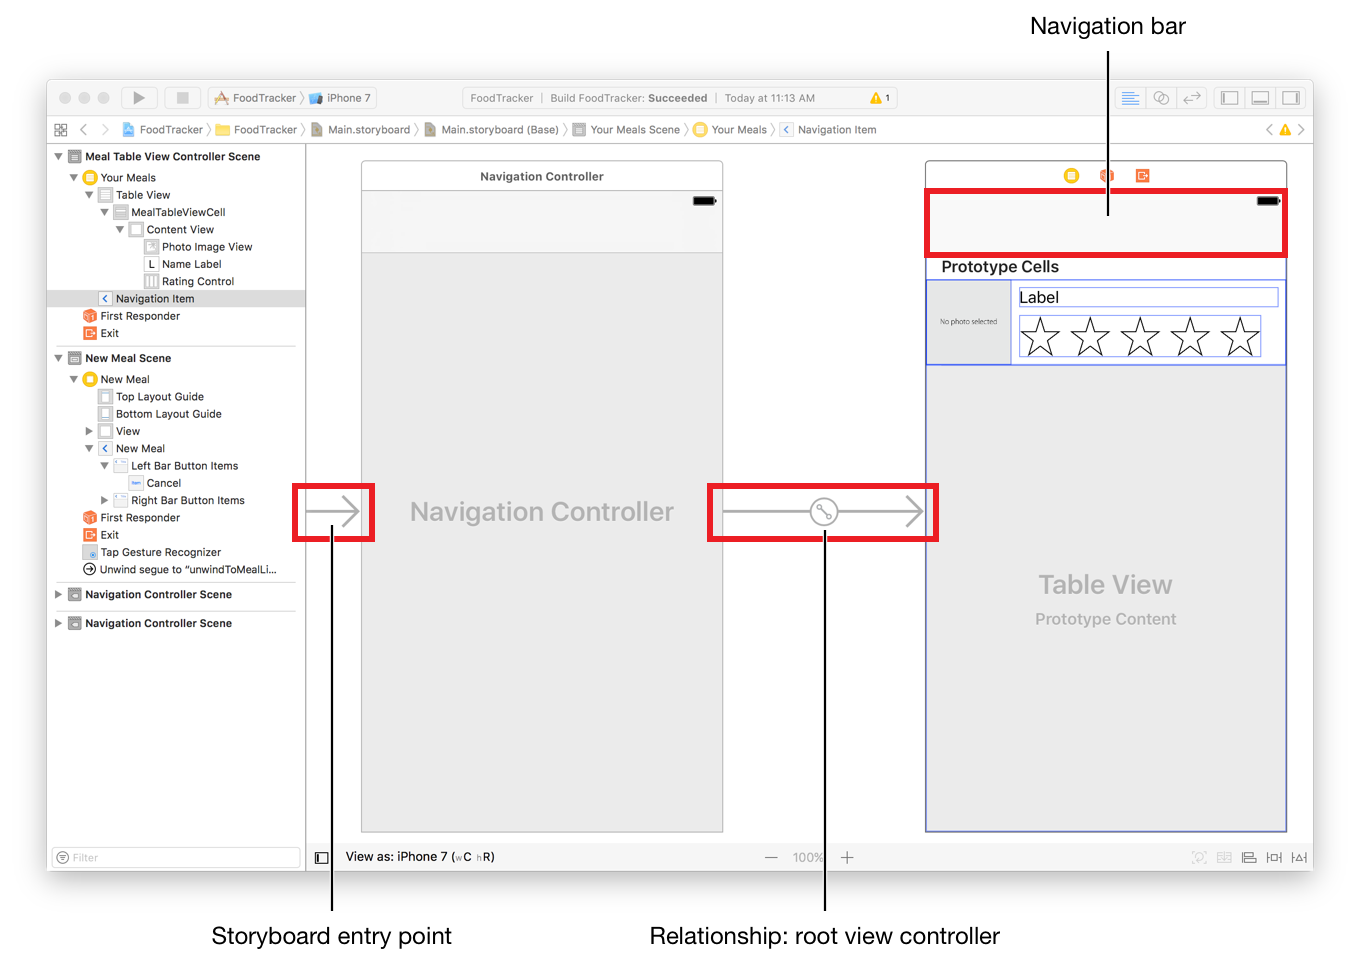 Navigation bar
FoodTracker iPhone 7 FoodTracker | Build FoodTracker: Succeeded | Today at 11:13 AM 1
FoodTracker FoodTracker Main.storyboard Main.storyboard (Base) Your Meals Scene Your Meals Navigation Item
Meal Table View Controller Scene
Your Meals
Table View
MealTableViewCell
Content View
Photo Image View
L Name Label
Rating Control
Navigation Item
First Responder
Exit
New Meal Scene
New Meal
Top Layout Guide
Bottom Layout Guide
View
New Meal
Left Bar Button Items
Cancel
Right Bar Button Items
First Responder
Exit
Tap Gesture Recognizer
Unwind segue to “unwindToMealLi...
Navigation Controller Scene
Navigation Controller Scene
Filter
Navigation Controller
Navigation Controller
Prototype Cells
No photo selected
Label
Table View
Prototype Content
View as: iPhone 7 (wC hR)
100%
Storyboard entry point
Relationship: root view controller